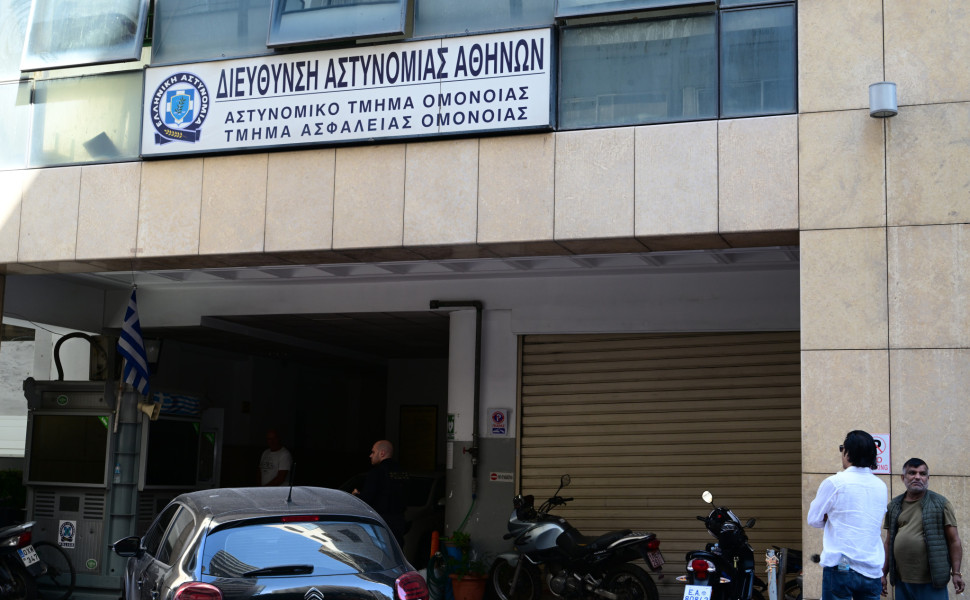 ΔΙΕΥΘΥΝΣΗ ΑΣΤΥΝΟΜΙΑΣ ΑΘΗΝΩΝ
ΑΣΤΥΝΟΜΙΚΟ ΤΜΗΜΑ ΟΜΟΝΟΙΑΣ
ΤΜΗΜΑ ΑΣΦΑΛΕΙΑΣ ΟΜΟΝΟΙΑΣ
ΕΛΛΗΝΙΚΗ ΑΣΤΥΝΟΜΙΑ
Ε.Α